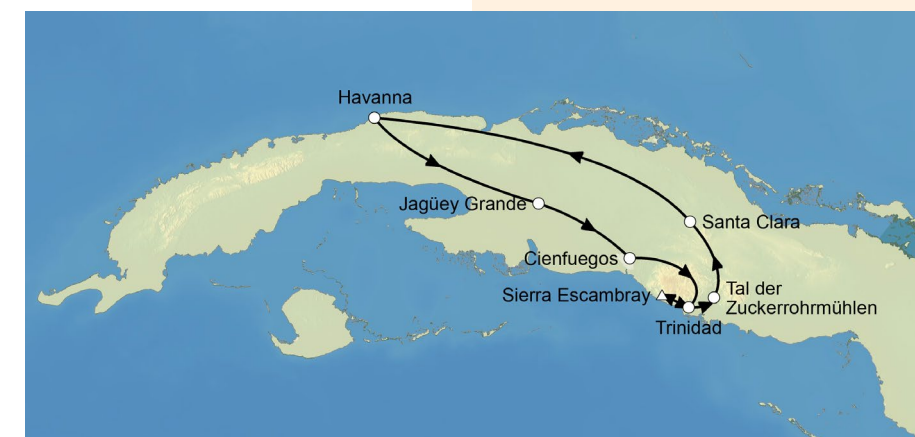 Havanna
Jagüey Grande
Santa Clara
Cienfuegos
Sierra Escambray
Tal der
Zuckerrohrmühlen
Trinidad